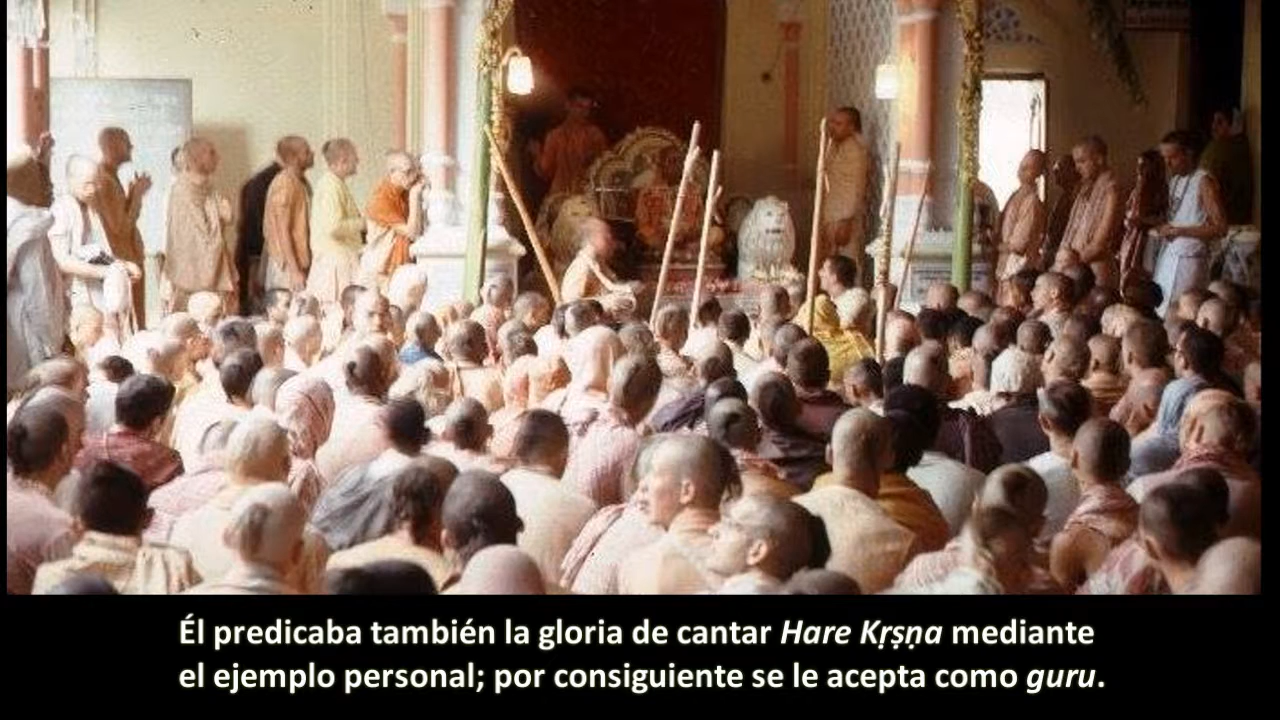 Él predicaba también la gloria de cantar Hare Kṛṣṇa mediante
el ejemplo personal; por consiguiente se le acepta como guru.